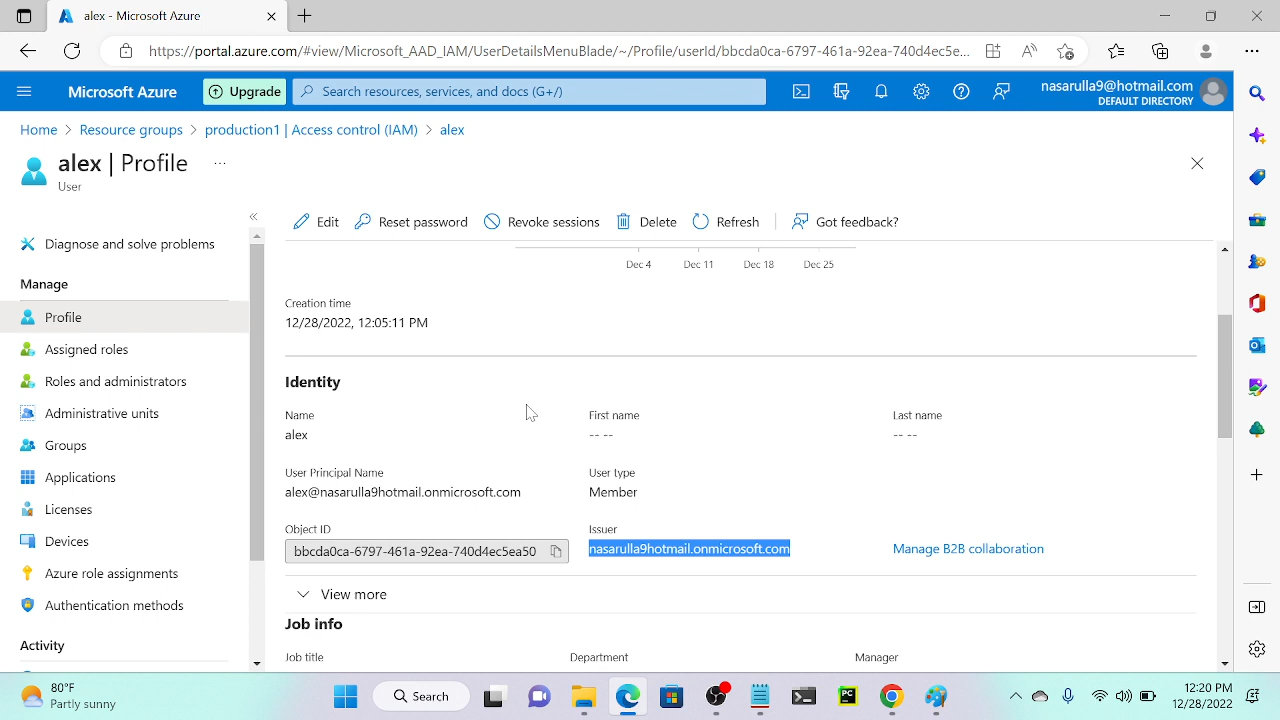 alex - Microsoft Azure
https://portal.azure.com/#view/Microsoft_AAD_IAM/UserDetailsMenuBlade/~/Profile/userId/bbcda0ca-6797-461a-92ea-740d4ec5e...
Microsoft Azure
Upgrade
Search resources, services, and docs (G+/)
nasarulla9@hotmail.com
DEFAULT DIRECTORY
Home > Resource groups > production1 | Access control (IAM) > alex
alex | Profile ...
User
Edit
Reset password
Revoke sessions
Delete
Refresh
Got feedback?
Diagnose and solve problems
Manage
Profile
Assigned roles
Roles and administrators
Administrative units
Groups
Applications
Licenses
Devices
Azure role assignments
Authentication methods
Activity
Dec 4 Dec 11 Dec 18 Dec 25
Creation time
12/28/2022, 12:05:11 PM
Identity
Name First name Last name
alex -- -- -- --
User Principal Name User type
alex@nasarulla9hotmail.onmicrosoft.com Member
Object ID Issuer
bbcda0ca-6797-461a-92ea-740d4ec5ea50 nasarulla9hotmail.onmicrosoft.com Manage B2B collaboration
View more
Job info
Job title Department Manager
80°F
Partly sunny
Search
PC
12:20 PM
12/28/2022